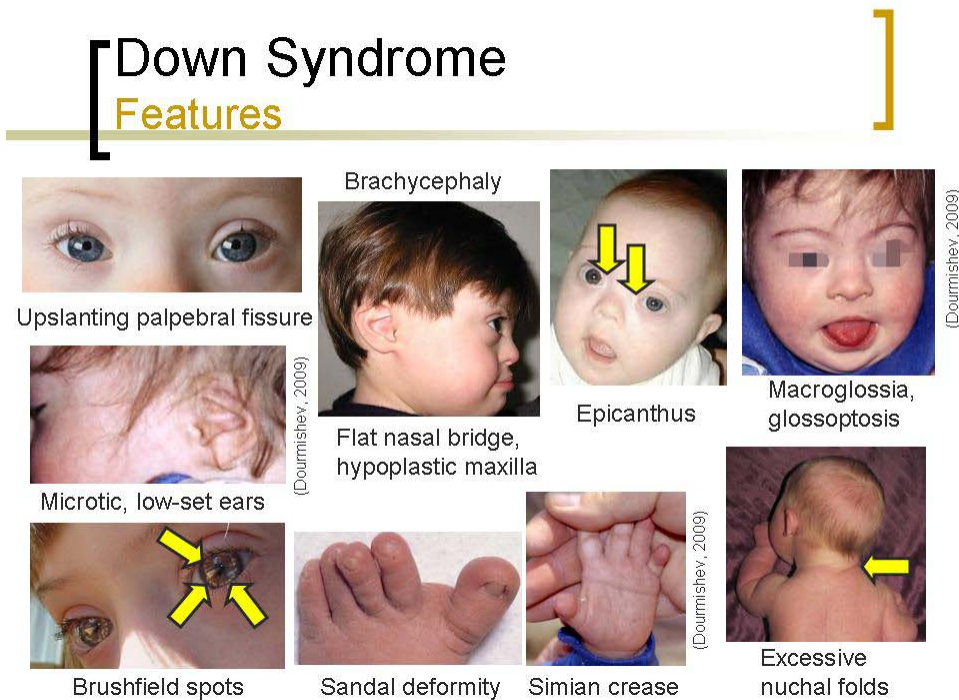 Down Syndrome
Features
Upslanting palpebral fissure
Brachycephaly
Flat nasal bridge,
hypoplastic maxilla
Epicanthus
Macroglossia,
glossoptosis
(Dourmishev, 2009)
Microtic, low-set ears
(Dourmishev, 2009)
Brushfield spots
Sandal deformity
Simian crease
(Dourmishev, 2009)
Excessive
nuchal folds